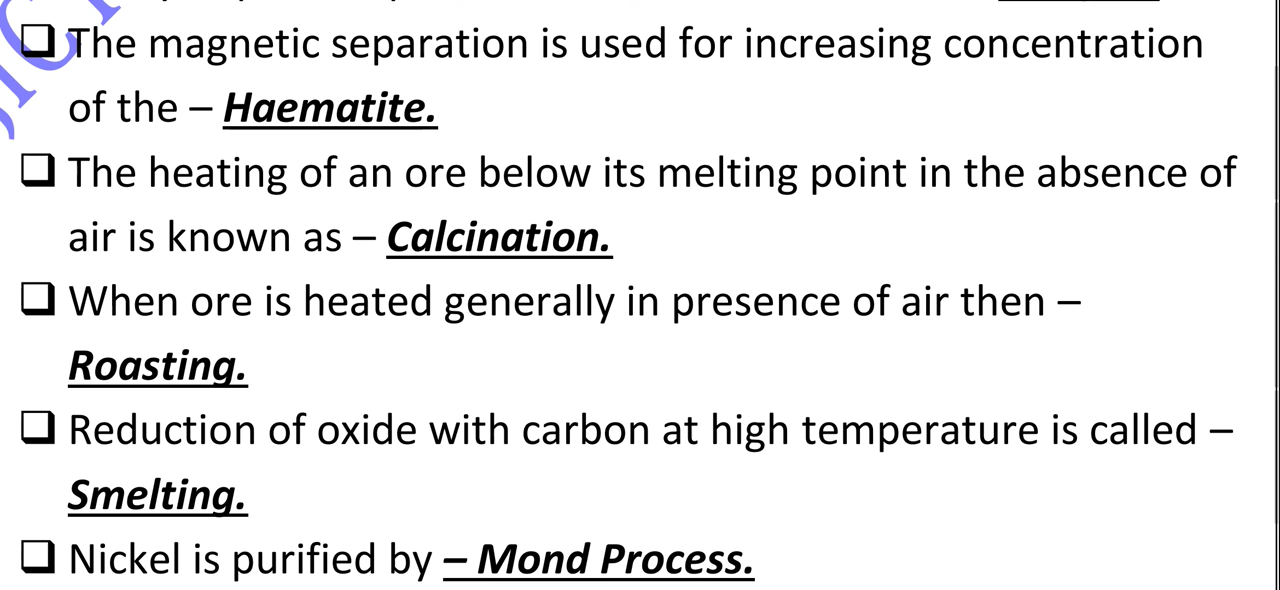 ❑ The magnetic separation is used for increasing concentration
of the – Haematite.
❑ The heating of an ore below its melting point in the absence of
air is known as – Calcination.
❑ When ore is heated generally in presence of air then –
Roasting.
❑ Reduction of oxide with carbon at high temperature is called –
Smelting.
❑ Nickel is purified by – Mond Process.